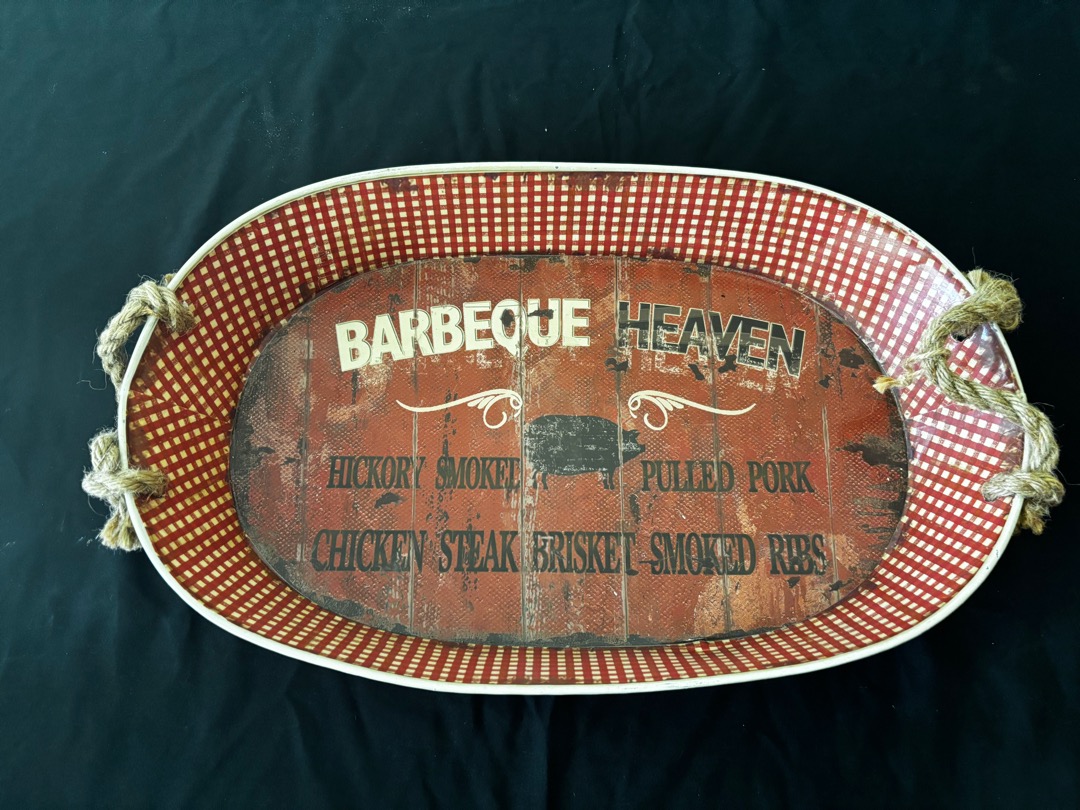 BARBEQUE HEAVEN
HICKORY SMOKED PULLED PORK
CHICKEN STEAK BRISKET SMOKED RIBS